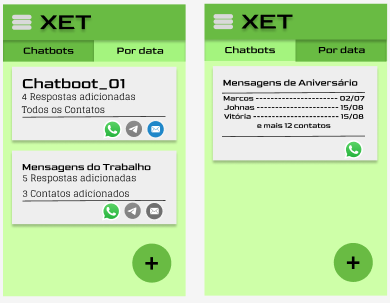 XET
Chatbots Por data
Chatboot_01
4 Respostas adicionadas
Todos os Contatos
Mensagens do Trabalho
5 Respostas adicionadas
3 Contatos adicionados
+
XET
Chatbots Por data
Mensagens de Aniversário
Marcos ---------------------- 02/07
Johnas ---------------------- 15/08
Vitória ---------------------- 15/08
e mais 12 contatos
+